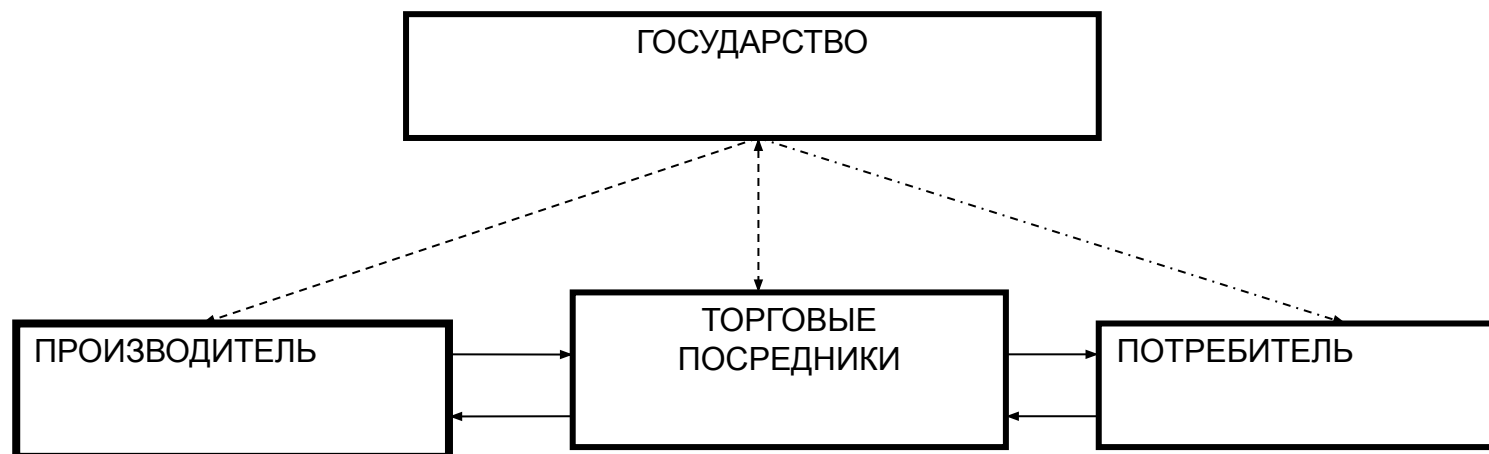 ГОСУДАРСТВО
ПРОИЗВОДИТЕЛЬ
ТОРГОВЫЕ
ПОСРЕДНИКИ
ПОТРЕБИТЕЛЬ